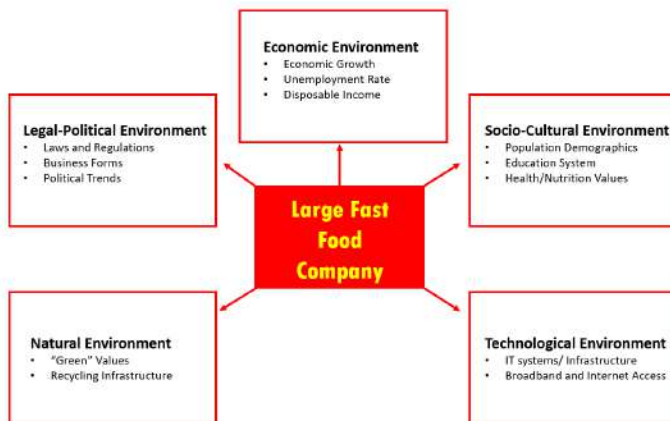 Economic Environment
• Economic Growth
• Unemployment Rate
• Disposable Income
Legal-Political Environment
• Laws and Regulations
• Business Forms
• Political Trends
Socio-Cultural Environment
• Population Demographics
• Education System
• Health/Nutrition Values
Large Fast
Food
Company
Natural Environment
• “Green” Values
• Recycling Infrastructure
Technological Environment
• IT systems/ Infrastructure
• Broadband and Internet Access